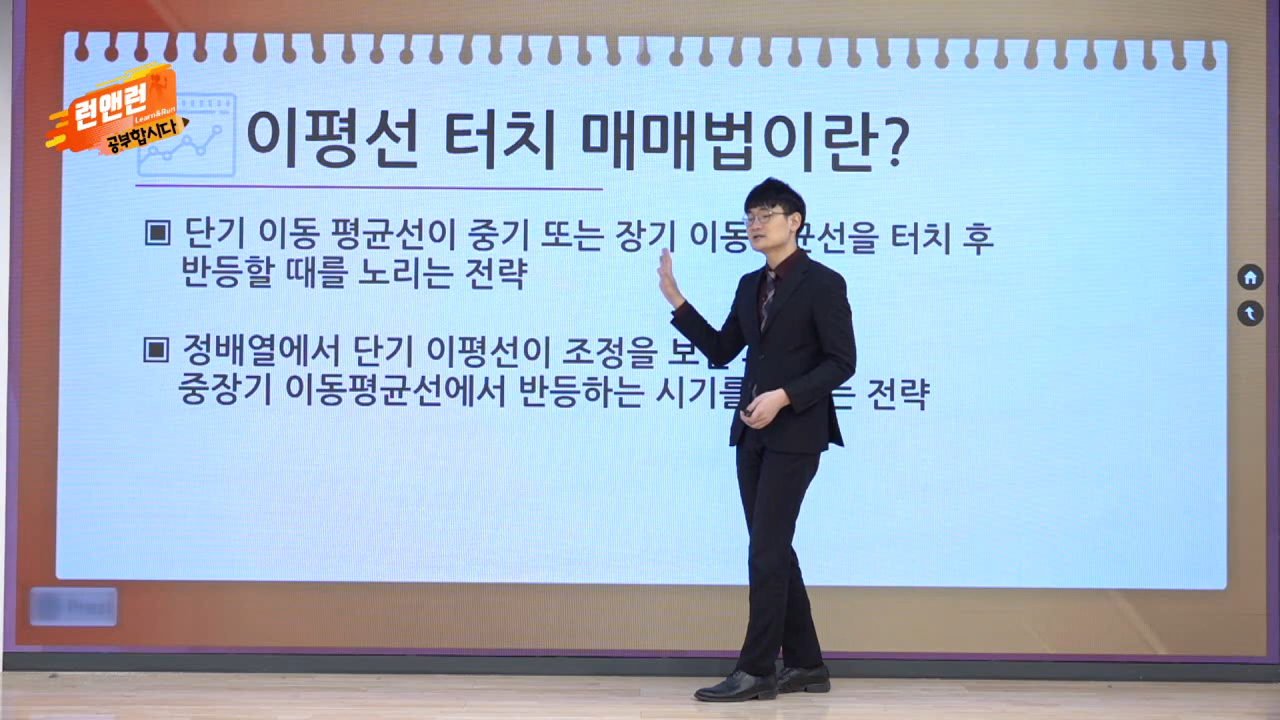 런앤런
Learn&Run
공부합시다
이평선 터치 매매법이란?
단기 이동 평균선이 중기 또는 장기 이동 균선을 터치 후
반등할 때를 노리는 전략
정배열에서 단기 이평선이 조정을
중장기 이동평균선에서 반등하는 시기를 전략